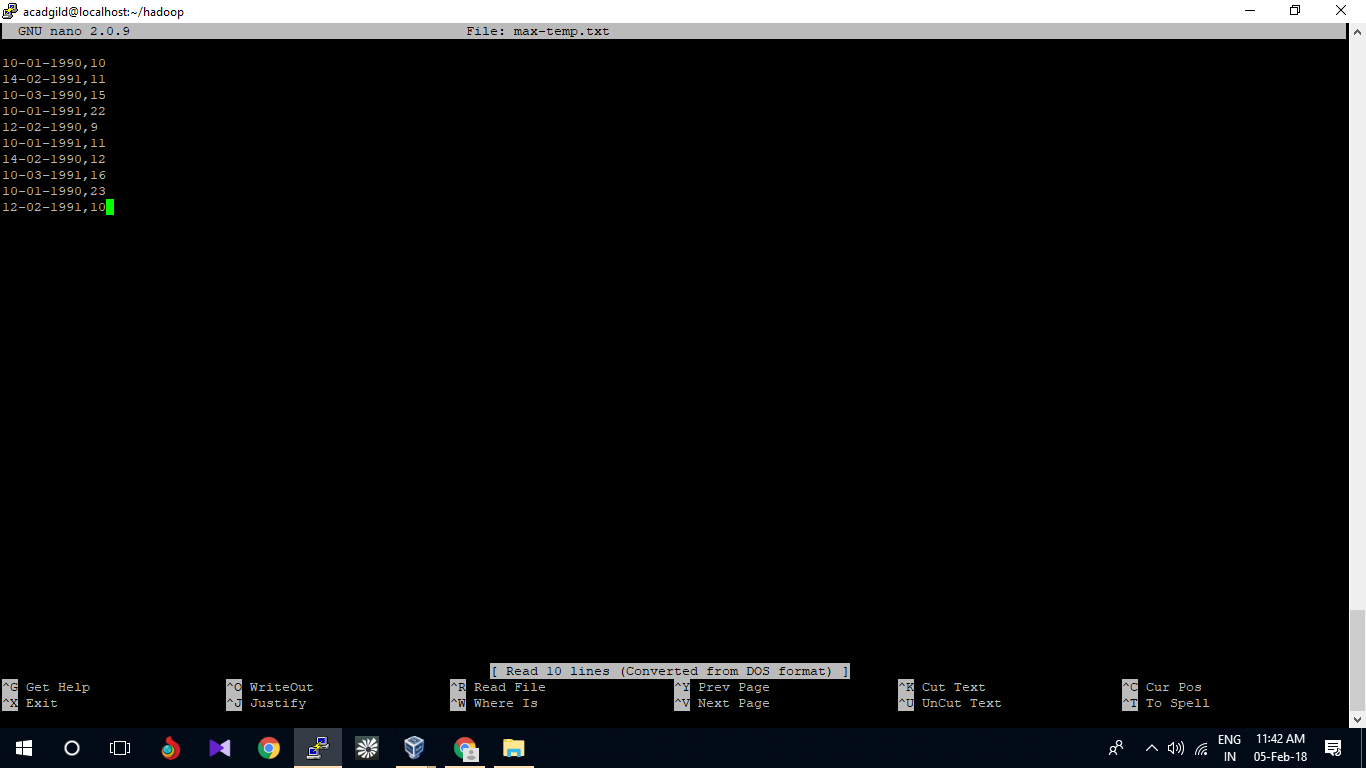 acadgild@localhost:~/hadoop
GNU nano 2.0.9 File: max-temp.txt
10-01-1990,10
14-02-1991,11
10-03-1990,15
10-01-1991,22
12-02-1990,9
10-01-1991,11
14-02-1990,12
10-03-1991,16
10-01-1990,23
12-02-1991,10
[ Read 10 lines (Converted from DOS format) ]
^G Get Help ^O WriteOut ^R Read File ^Y Prev Page ^K Cut Text ^C Cur Pos
^X Exit ^J Justify ^W Where Is ^V Next Page ^U UnCut Text ^T To Spell
ENG 11:42 AM
IN 05-Feb-18